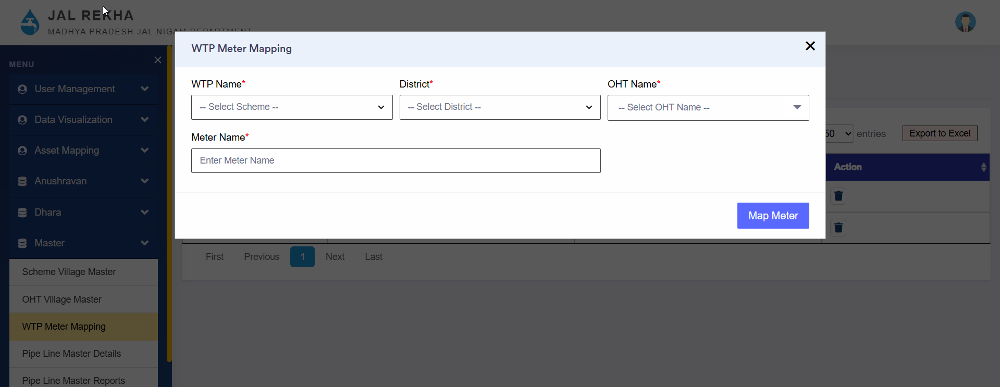 JAL REKHA
MADHYA PRADESH JAL NIGAM DEPARTMENT
MENU
User Management
Data Visualization
Asset Mapping
Anushravan
Dhara
Master
Scheme Village Master
OHT Village Master
WTP Meter Mapping
Pipe Line Master Details
Pipe Line Master Reports
WTP Meter Mapping
WTP Name* District* OHT Name*
-- Select Scheme -- -- Select District -- -- Select OHT Name --
Meter Name*
Enter Meter Name
Map Meter
50 entries Export to Excel
Action
First Previous 1 Next Last